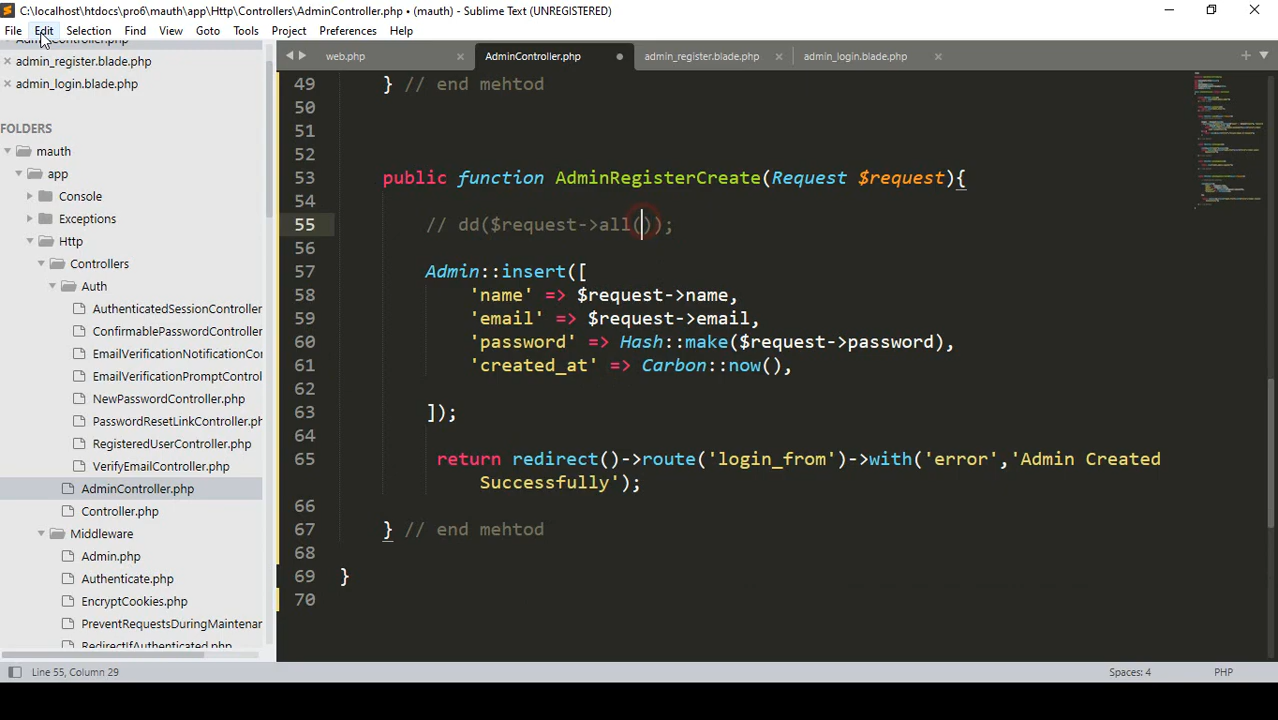 C:\localhost\htdocs\pro6\mauth\app\Http\Controllers\AdminController.php • (mauth) - Sublime Text (UNREGISTERED)
File Edit Selection Find View Goto Tools Project Preferences Help
AdminController.php
admin_register.blade.php
admin_login.blade.php
FOLDERS
mauth
app
Console
Exceptions
Http
Controllers
Auth
AuthenticatedSessionController
ConfirmablePasswordController
EmailVerificationNotificationCo
EmailVerificationPromptControl
NewPasswordController.php
PasswordResetLinkController.ph
RegisteredUserController.php
VerifyEmailController.php
AdminController.php
Controller.php
Middleware
Admin.php
Authenticate.php
EncryptCookies.php
PreventRequestsDuringMaintenar
RedirectIfAuthenticated.php
web.php AdminController.php admin_register.blade.php admin_login.blade.php
49 } // end mehtod
50
51
52
53 public function AdminRegisterCreate(Request $request){
54
55 // dd($request->all());
56
57 Admin::insert([
58 'name' => $request->name,
59 'email' => $request->email,
60 'password' => Hash::make($request->password),
61 'created_at' => Carbon::now(),
62
63 ]);
64
65 return redirect()->route('login_from')->with('error','Admin Created
Successfully');
66
67 } // end mehtod
68
69 }
70
Line 55, Column 29
Spaces: 4 PHP